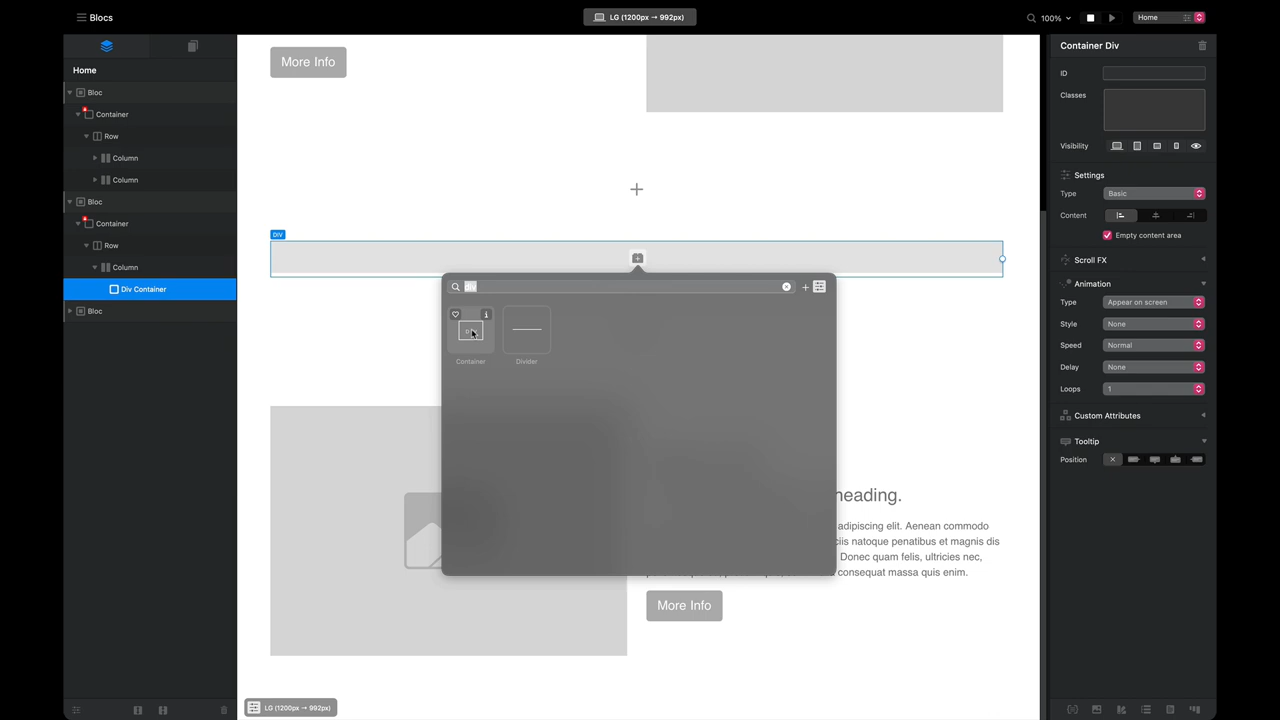 Blocs
LG (1200px → 992px)
100%
Home
Home
Bloc
Container
Row
Column
Column
Bloc
Container
Row
Column
Div Container
Bloc
More Info
DIV
div
Container
Divider
heading.
adipiscing elit. Aenean commodo
ciis natoque penatibus et magnis dis
Donec quam felis, ultricies nec,
consequat massa quis enim.
More Info
LG (1200px → 992px)
Container Div
ID
Classes
Visibility
Settings
Type
Basic
Content
Empty content area
Scroll FX
Animation
Type
Appear on screen
Style
None
Speed
Normal
Delay
None
Loops
1
Custom Attributes
Tooltip
Position